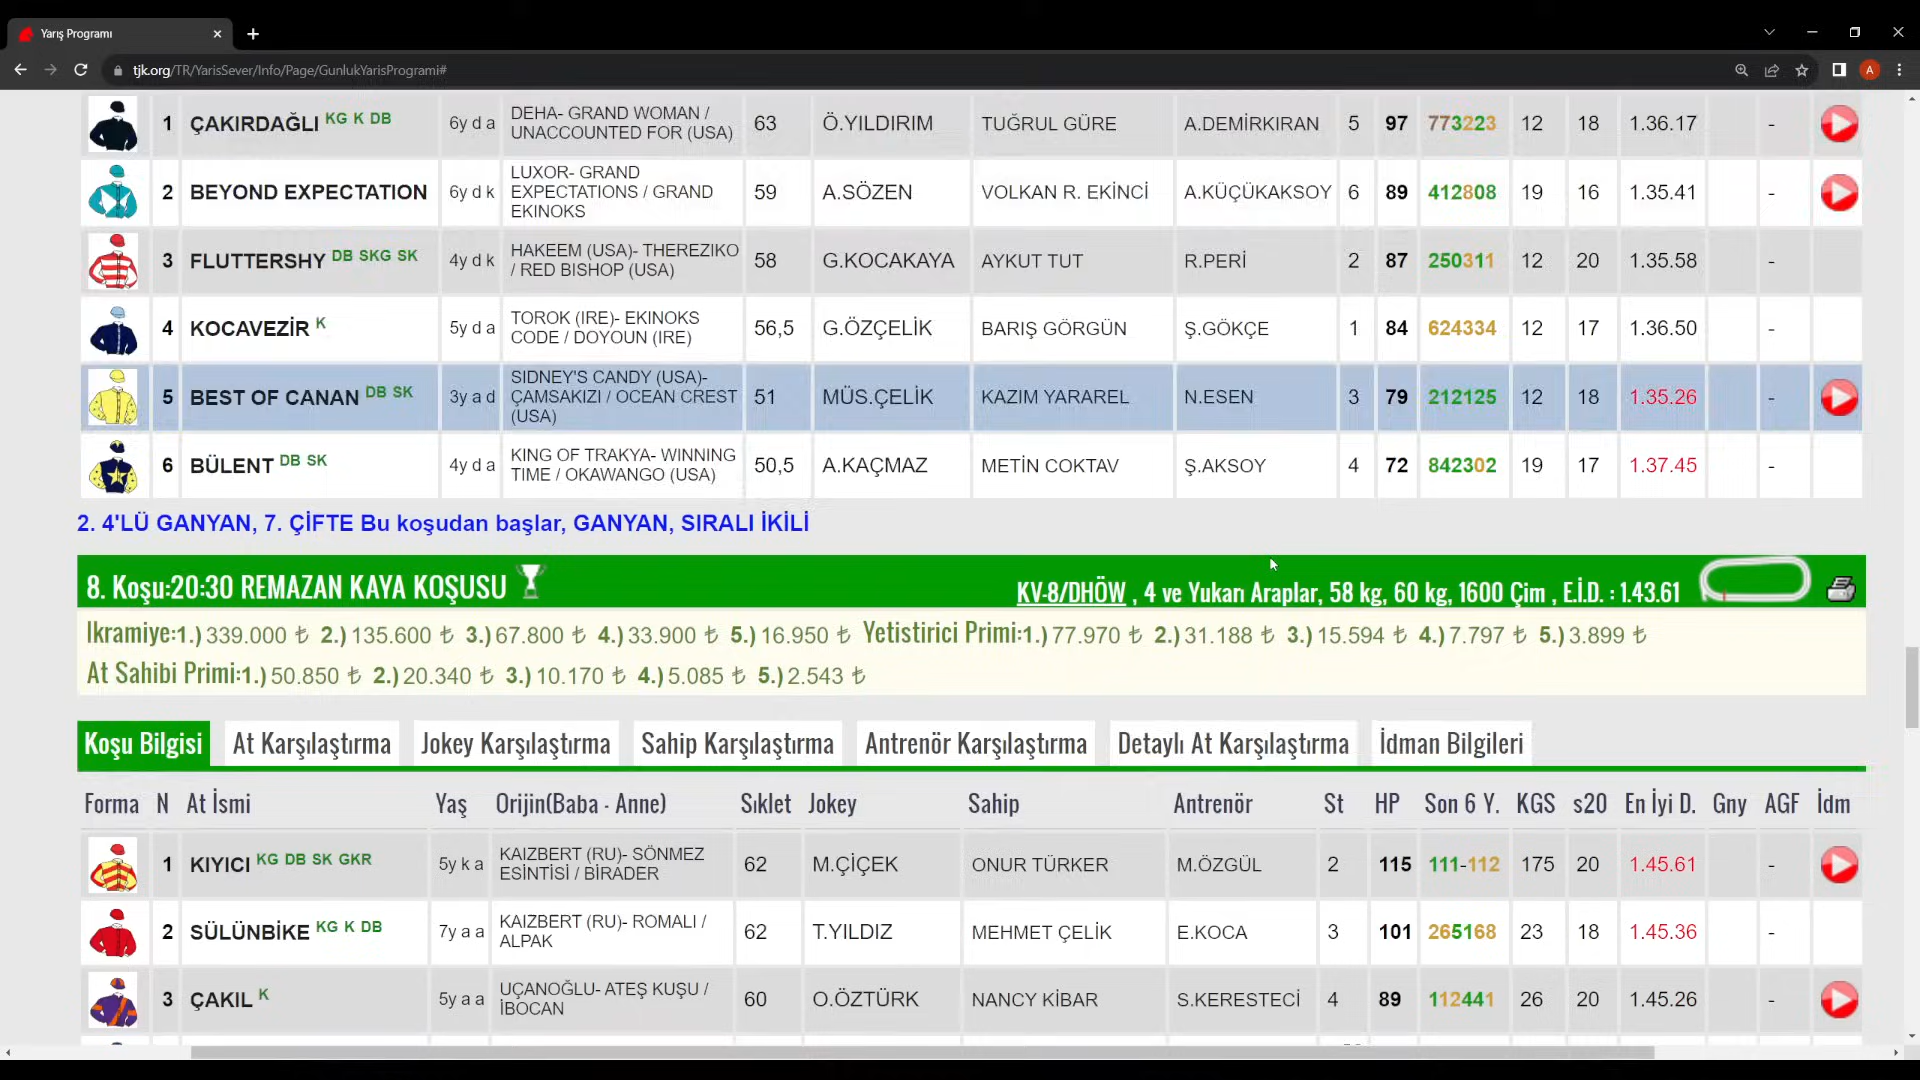 Yarış Programı
tjk.org/TR/YarisSever/Info/Page/GunlukYarisProgrami#
A
1 ÇAKIRDAĞLI KG K DB 6y d a DEHA- GRAND WOMAN / UNACCOUNTED FOR (USA) 63 Ö.YILDIRIM TUĞRUL GÜRE A.DEMİRKIRAN 5 97 773223 12 18 1.36.17 -
2 BEYOND EXPECTATION 6y d k LUXOR- GRAND EXPECTATIONS / GRAND EKINOKS 59 A.SÖZEN VOLKAN R. EKİNCİ A.KÜÇÜKAKSOY 6 89 412808 19 16 1.35.41 -
3 FLUTTERSHY DB SKG SK 4y d k HAKEEM (USA)- THEREZIKO / RED BISHOP (USA) 58 G.KOCAKAYA AYKUT TUT R.PERİ 2 87 250311 12 20 1.35.58 -
4 KOCAVEZİR K 5y d a TOROK (IRE)- EKINOKS CODE / DOYOUN (IRE) 56,5 G.ÖZÇELİK BARIŞ GÖRGÜN Ş.GÖKÇE 1 84 624334 12 17 1.36.50 -
5 BEST OF CANAN DB SK 3y a d SIDNEY'S CANDY (USA)- ÇAMSAKIZI / OCEAN CREST (USA) 51 MÜS.ÇELİK KAZIM YARAREL N.ESEN 3 79 212125 12 18 1.35.26 -
6 BÜLENT DB SK 4y d a KING OF TRAKYA- WINNING TIME / OKAWANGO (USA) 50,5 A.KAÇMAZ METİN COKTAV Ş.AKSOY 4 72 842302 19 17 1.37.45 -
2. 4'LÜ GANYAN, 7. ÇİFTE Bu koşudan başlar, GANYAN, SIRALI İKİLİ
8. Koşu:20:30 REMAZAN KAYA KOŞUSU KV-8/DHÖW , 4 ve Yukarı Araplar, 58 kg, 60 kg, 1600 Çim , E.İ.D. : 1.43.61
Ikramiye:1.) 339.000 ₺ 2.) 135.600 ₺ 3.) 67.800 ₺ 4.) 33.900 ₺ 5.) 16.950 ₺ Yetistirici Primi:1.) 77.970 ₺ 2.) 31.188 ₺ 3.) 15.594 ₺ 4.) 7.797 ₺ 5.) 3.899 ₺
At Sahibi Primi:1.) 50.850 ₺ 2.) 20.340 ₺ 3.) 10.170 ₺ 4.) 5.085 ₺ 5.) 2.543 ₺
Koşu Bilgisi At Karşılaştırma Jokey Karşılaştırma Sahip Karşılaştırma Antrenör Karşılaştırma Detaylı At Karşılaştırma İdman Bilgileri
Forma N At İsmi Yaş Orijin(Baba - Anne) Sıklet Jokey Sahip Antrenör St HP Son 6 Y. KGS s20 En İyi D. Gny AGF İdm
1 KIYICI KG DB SK GKR 5y k a KAIZBERT (RU)- SÖNMEZ ESİNTİSİ / BİRADER 62 M.ÇİÇEK ONUR TÜRKER M.ÖZGÜL 2 115 111-112 175 20 1.45.61 -
2 SÜLÜNBİKE KG K DB 7y a a KAIZBERT (RU)- ROMALI / ALPAK 62 T.YILDIZ MEHMET ÇELİK E.KOCA 3 101 265168 23 18 1.45.36 -
3 ÇAKIL K 5y a a UÇANOĞLU- ATEŞ KUŞU / İBOCAN 60 O.ÖZTÜRK NANCY KİBAR S.KERESTECİ 4 89 112441 26 20 1.45.26 -